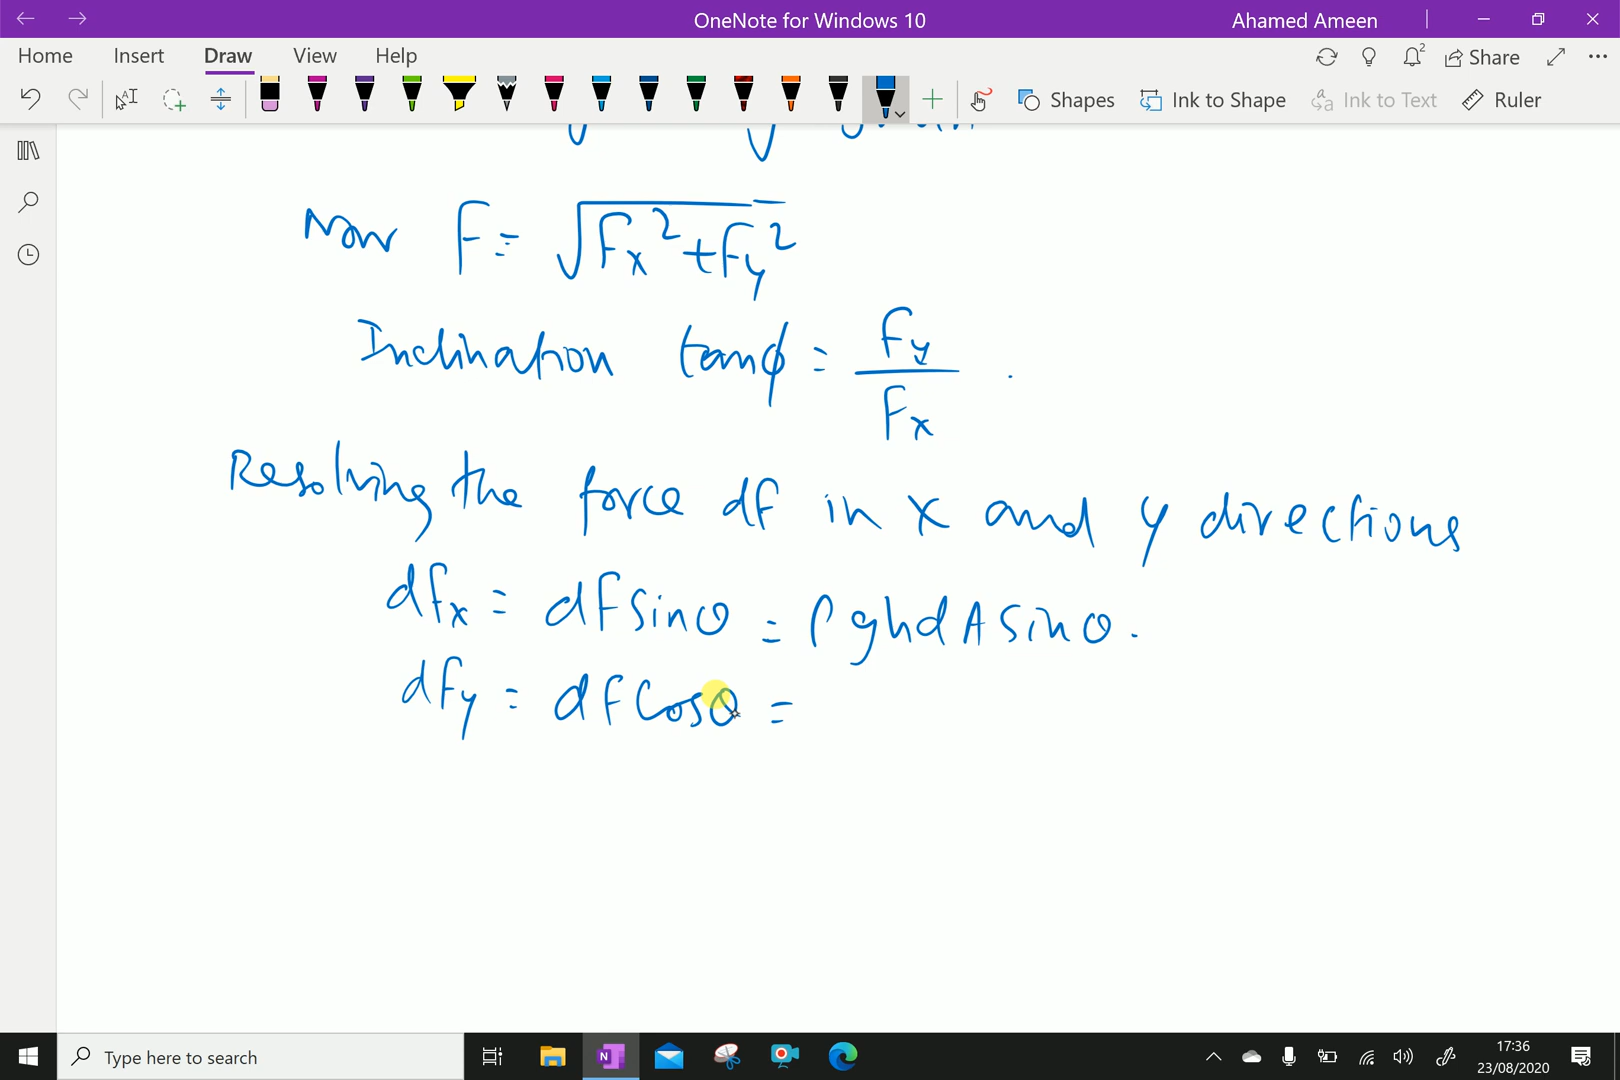 OneNote for Windows 10 Ahamed Ameen
Home Insert Draw View Help 2 Share
Shapes Ink to Shape Ink to Text Ruler
Now F = √Fx² + Fy²
Inclination tanϕ = Fy / Fx .
Resolving the force dF in x and y directions
dFx = dF sinθ = ρ g h d A sinθ .
dFy = dF Cosθ =
Type here to search 17:36
23/08/2020